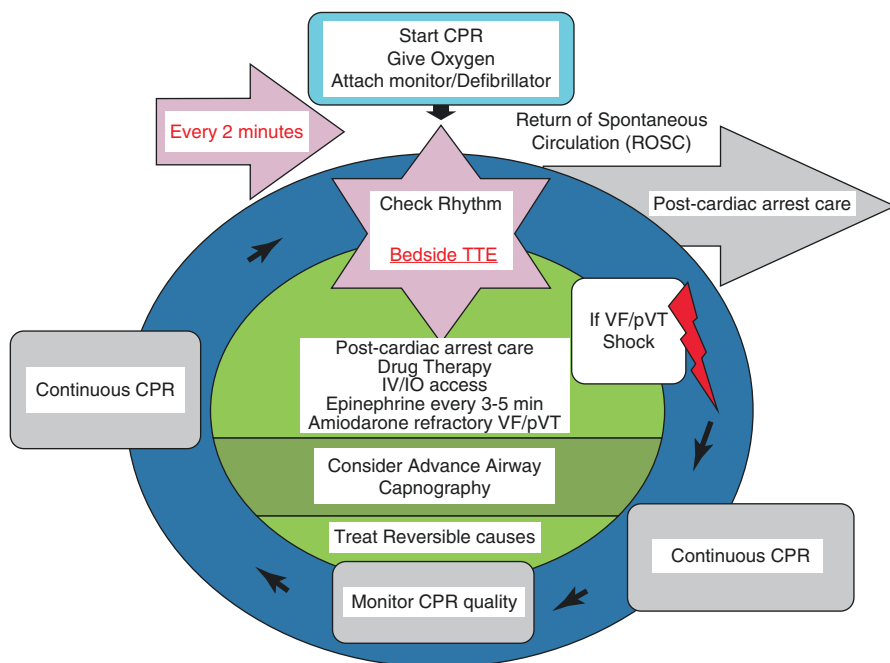 Start CPR
Give Oxygen
Attach monitor/Defibrillator
Every 2 minutes
Return of Spontaneous
Circulation (ROSC)
Post-cardiac arrest care
Check Rhythm
Bedside TTE
If VF/pVT
Shock
Post-cardiac arrest care
Drug Therapy
IV/IO access
Epinephrine every 3-5 min
Amiodarone refractory VF/pVT
Continuous CPR
Consider Advance Airway
Capnography
Treat Reversible causes
Continuous CPR
Monitor CPR quality